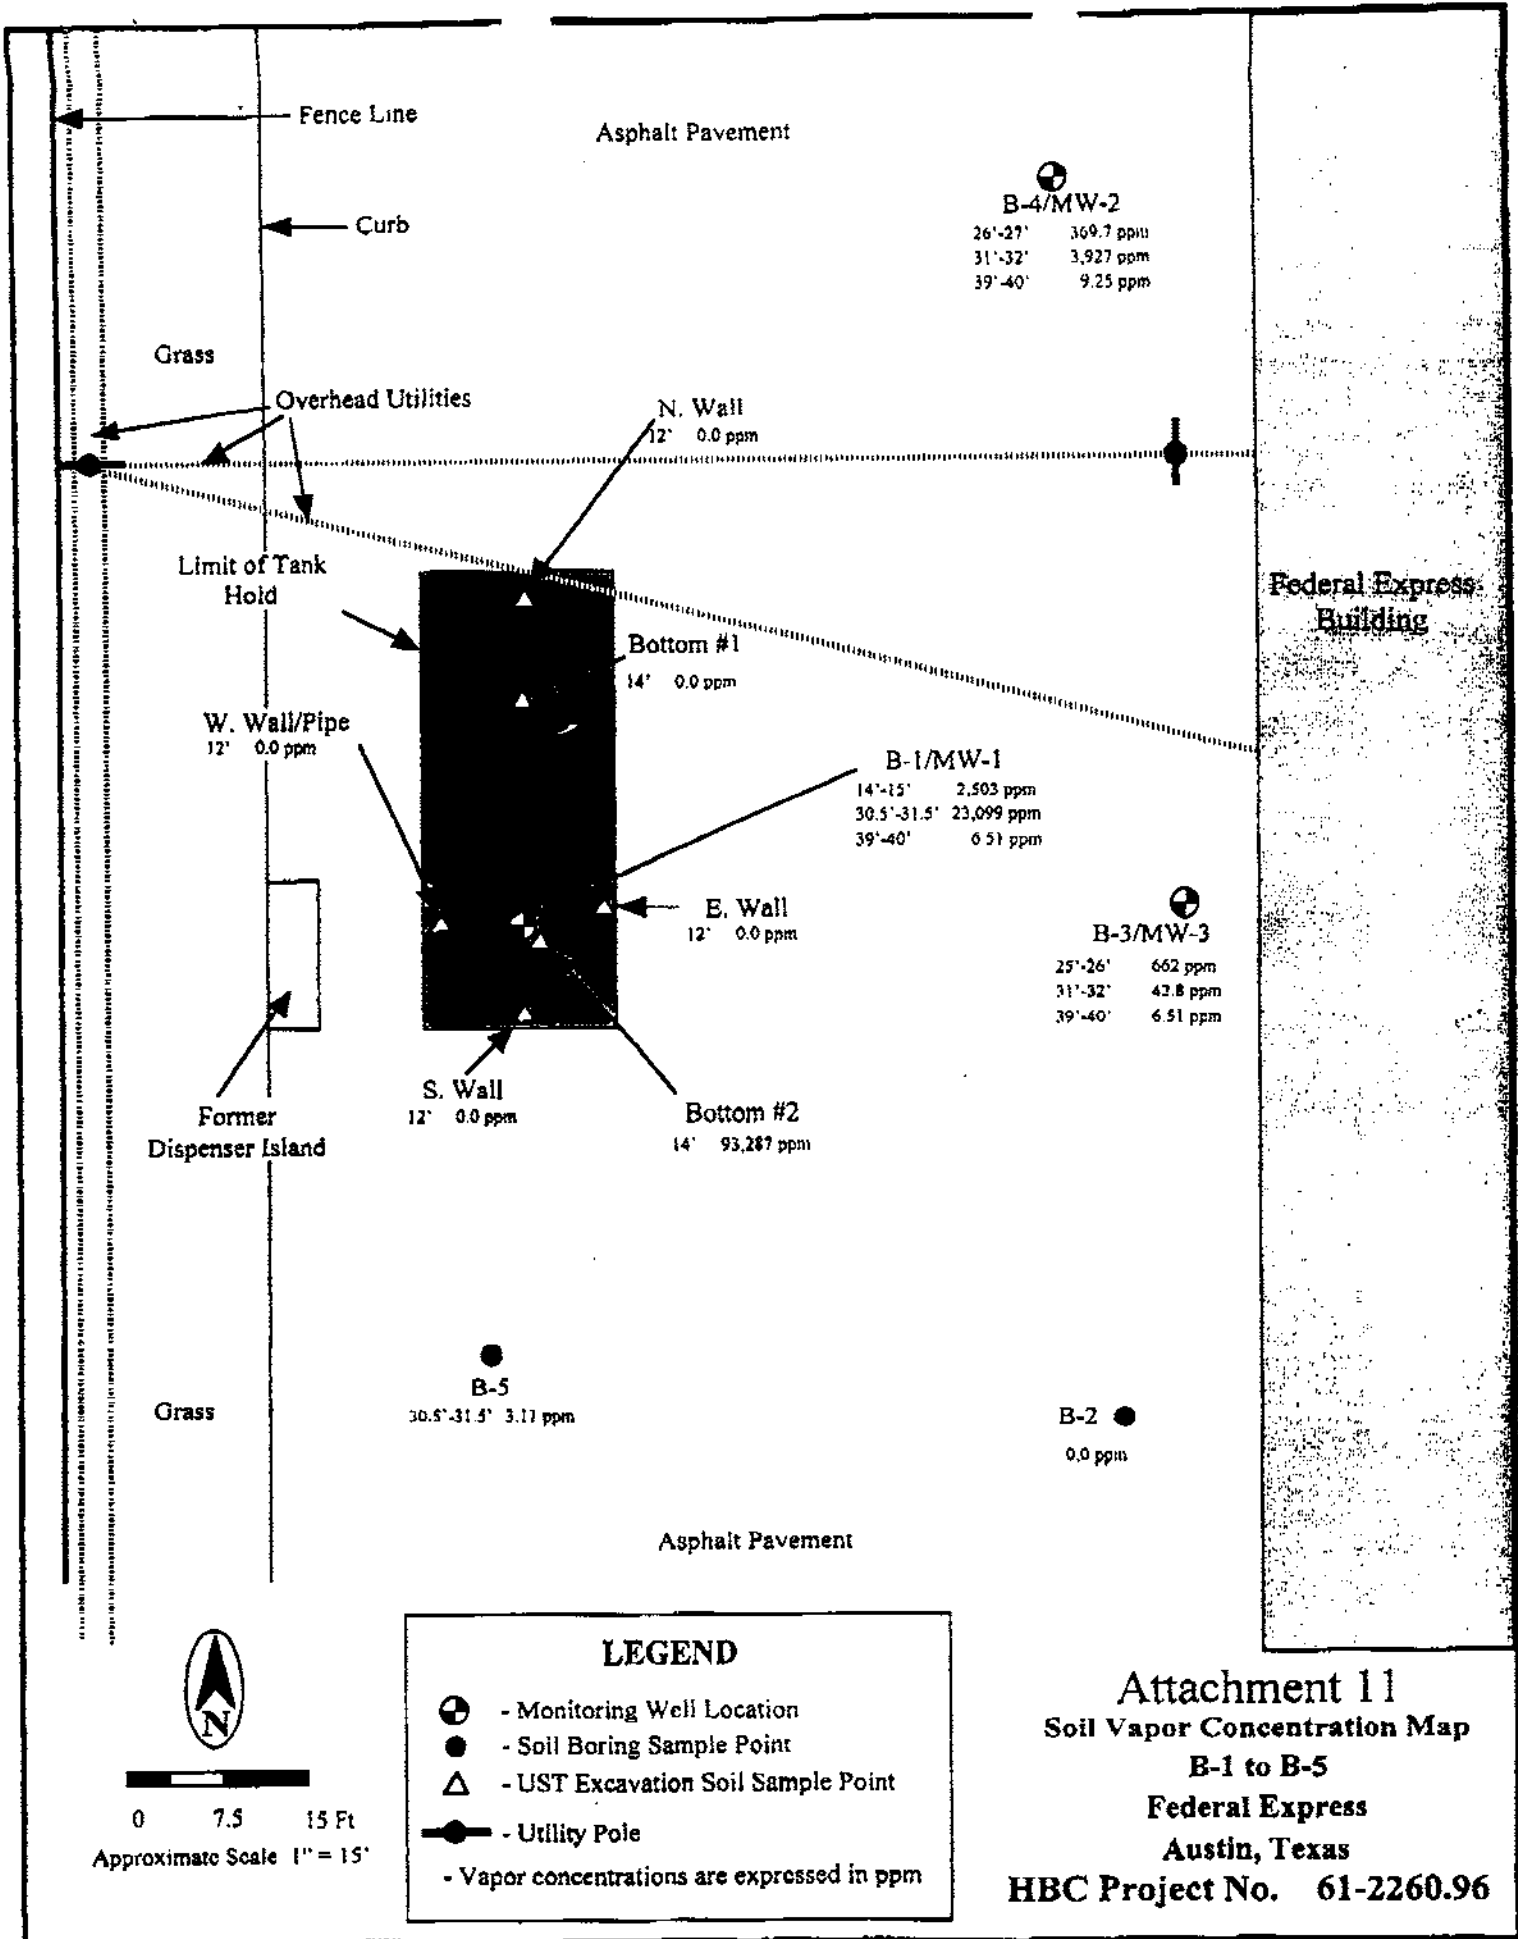 Fence Line
Asphalt Pavement
Curb
B-4/MW-2
26'-27' 369.7 ppm
31'-32' 3,927 ppm
39'-40' 9.25 ppm
Grass
Overhead Utilities
N. Wall
12' 0.0 ppm
Limit of Tank
Hold
Federal Express
Building
Bottom #1
14' 0.0 ppm
W. Wall/Pipe
12' 0.0 ppm
B-1/MW-1
14'-15' 2,503 ppm
30.5'-31.5' 23,099 ppm
39'-40' 6 51 ppm
E. Wall
12' 0.0 ppm
B-3/MW-3
25'-26' 662 ppm
31'-32' 42.8 ppm
39'-40' 6.51 ppm
S. Wall
12' 0.0 ppm
Former
Dispenser Island
Bottom #2
14' 93,287 ppm
B-5
30.5'-31.5' 3.17 ppm
Grass
B-2
0.0 ppm
Asphalt Pavement
N
0 7.5 15 Ft
Approximate Scale 1" = 15'
LEGEND
- Monitoring Well Location
- Soil Boring Sample Point
- UST Excavation Soil Sample Point
- Utility Pole
- Vapor concentrations are expressed in ppm
Attachment 11
Soil Vapor Concentration Map
B-1 to B-5
Federal Express
Austin, Texas
HBC Project No. 61-2260.96